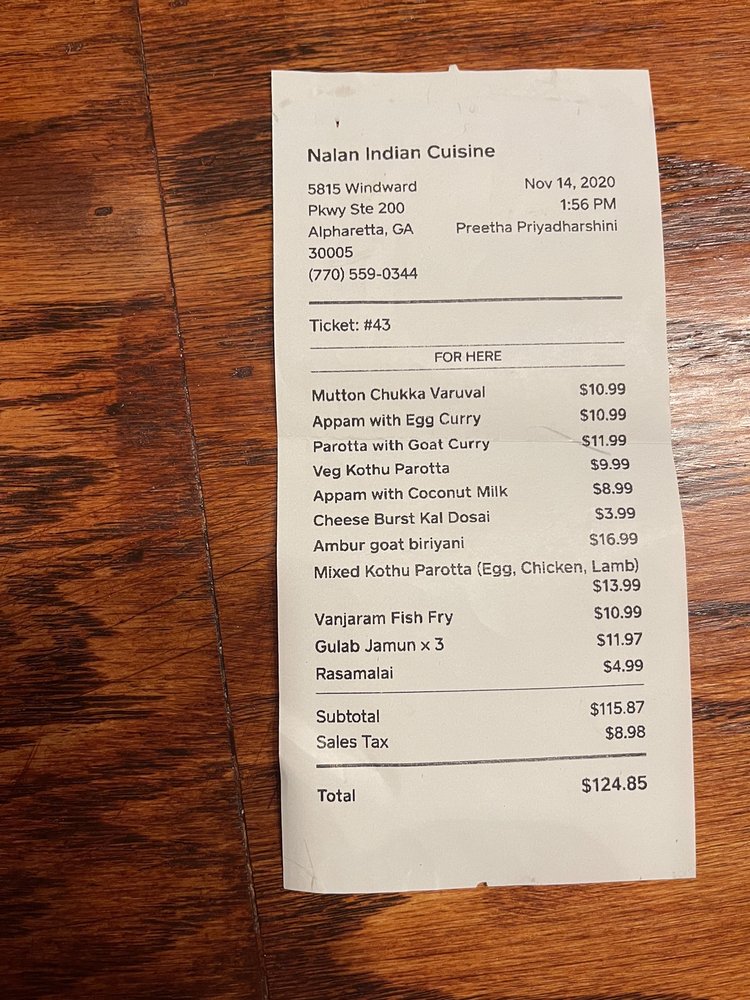 Nalan Indian Cuisine
5815 Windward
Pkwy Ste 200
Alpharetta, GA
30005
(770) 559-0344
Nov 14, 2020
1:56 PM
Preetha Priyadharshini
Ticket: #43
FOR HERE
Mutton Chukka Varuval $10.99
Appam with Egg Curry $10.99
Parotta with Goat Curry $11.99
Veg Kothu Parotta $9.99
Appam with Coconut Milk $8.99
Cheese Burst Kal Dosai $3.99
Ambur goat biriyani $16.99
Mixed Kothu Parotta (Egg, Chicken, Lamb)
$13.99
Vanjaram Fish Fry $10.99
Gulab Jamun x 3 $11.97
Rasamalai $4.99
Subtotal $115.87
Sales Tax $8.98
Total $124.85